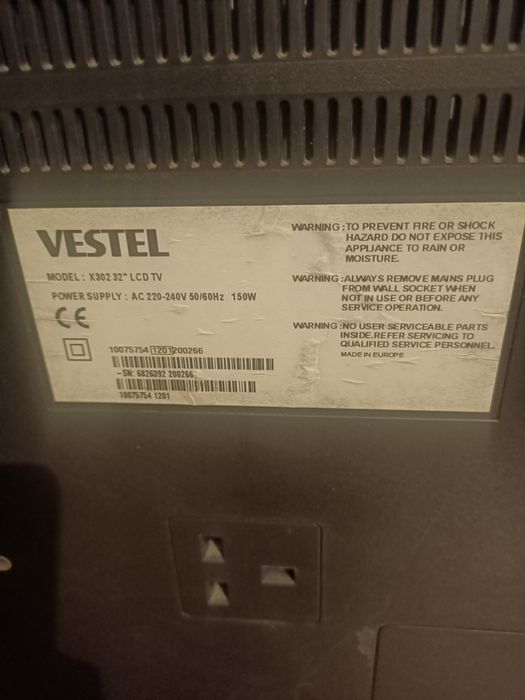 VESTEL
MODEL : X302 32" LCD TV
POWER SUPPLY : AC 220-240V 50/60Hz 150W
CE
10075754 1201 200266
-SN: 6826392 200266
10075754 1201
WARNING :TO PREVENT FIRE OR SHOCK
HAZARD DO NOT EXPOSE THIS
APPLIANCE TO RAIN OR
MOISTURE.
WARNING :ALWAYS REMOVE MAINS PLUG
FROM WALL SOCKET WHEN
NOT IN USE OR BEFORE ANY
SERVICE OPERATION.
WARNING :NO USER SERVICEABLE PARTS
INSIDE.REFER SERVICING TO
QUALIFIED SERVICE PERSONNEL.
MADE IN EUROPE